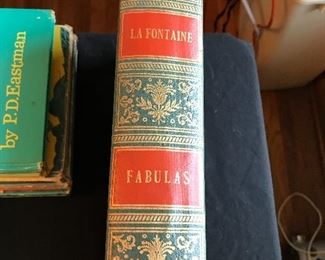 by P.D. Eastman
LA FONTAINE
FABULAS